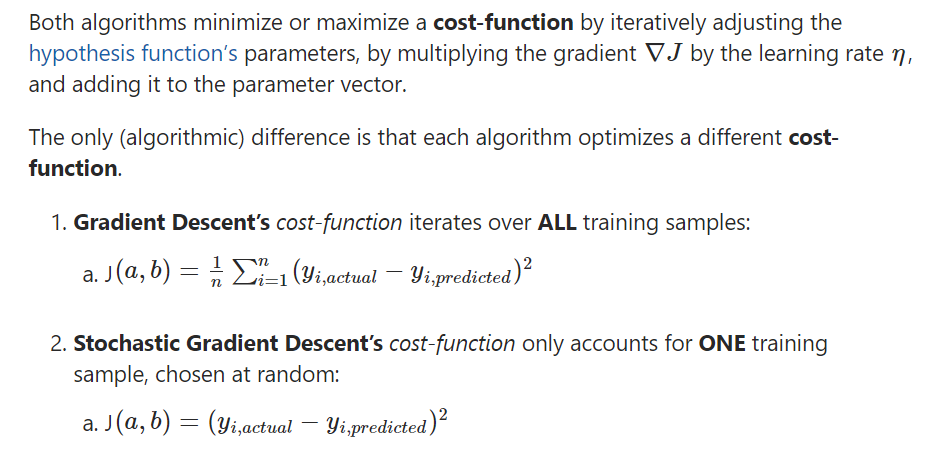 Both algorithms minimize or maximize a cost-function by iteratively adjusting the
hypothesis function's parameters, by multiplying the gradient ∇J by the learning rate η,
and adding it to the parameter vector.
The only (algorithmic) difference is that each algorithm optimizes a different cost-
function.
1. Gradient Descent's cost-function iterates over ALL training samples:
a. J(a, b) = 1/n ∑ⁿᵢ₌₁ (y_{i,actual} − y_{i,predicted})²
2. Stochastic Gradient Descent's cost-function only accounts for ONE training
sample, chosen at random:
a. J(a, b) = (y_{i,actual} − y_{i,predicted})²